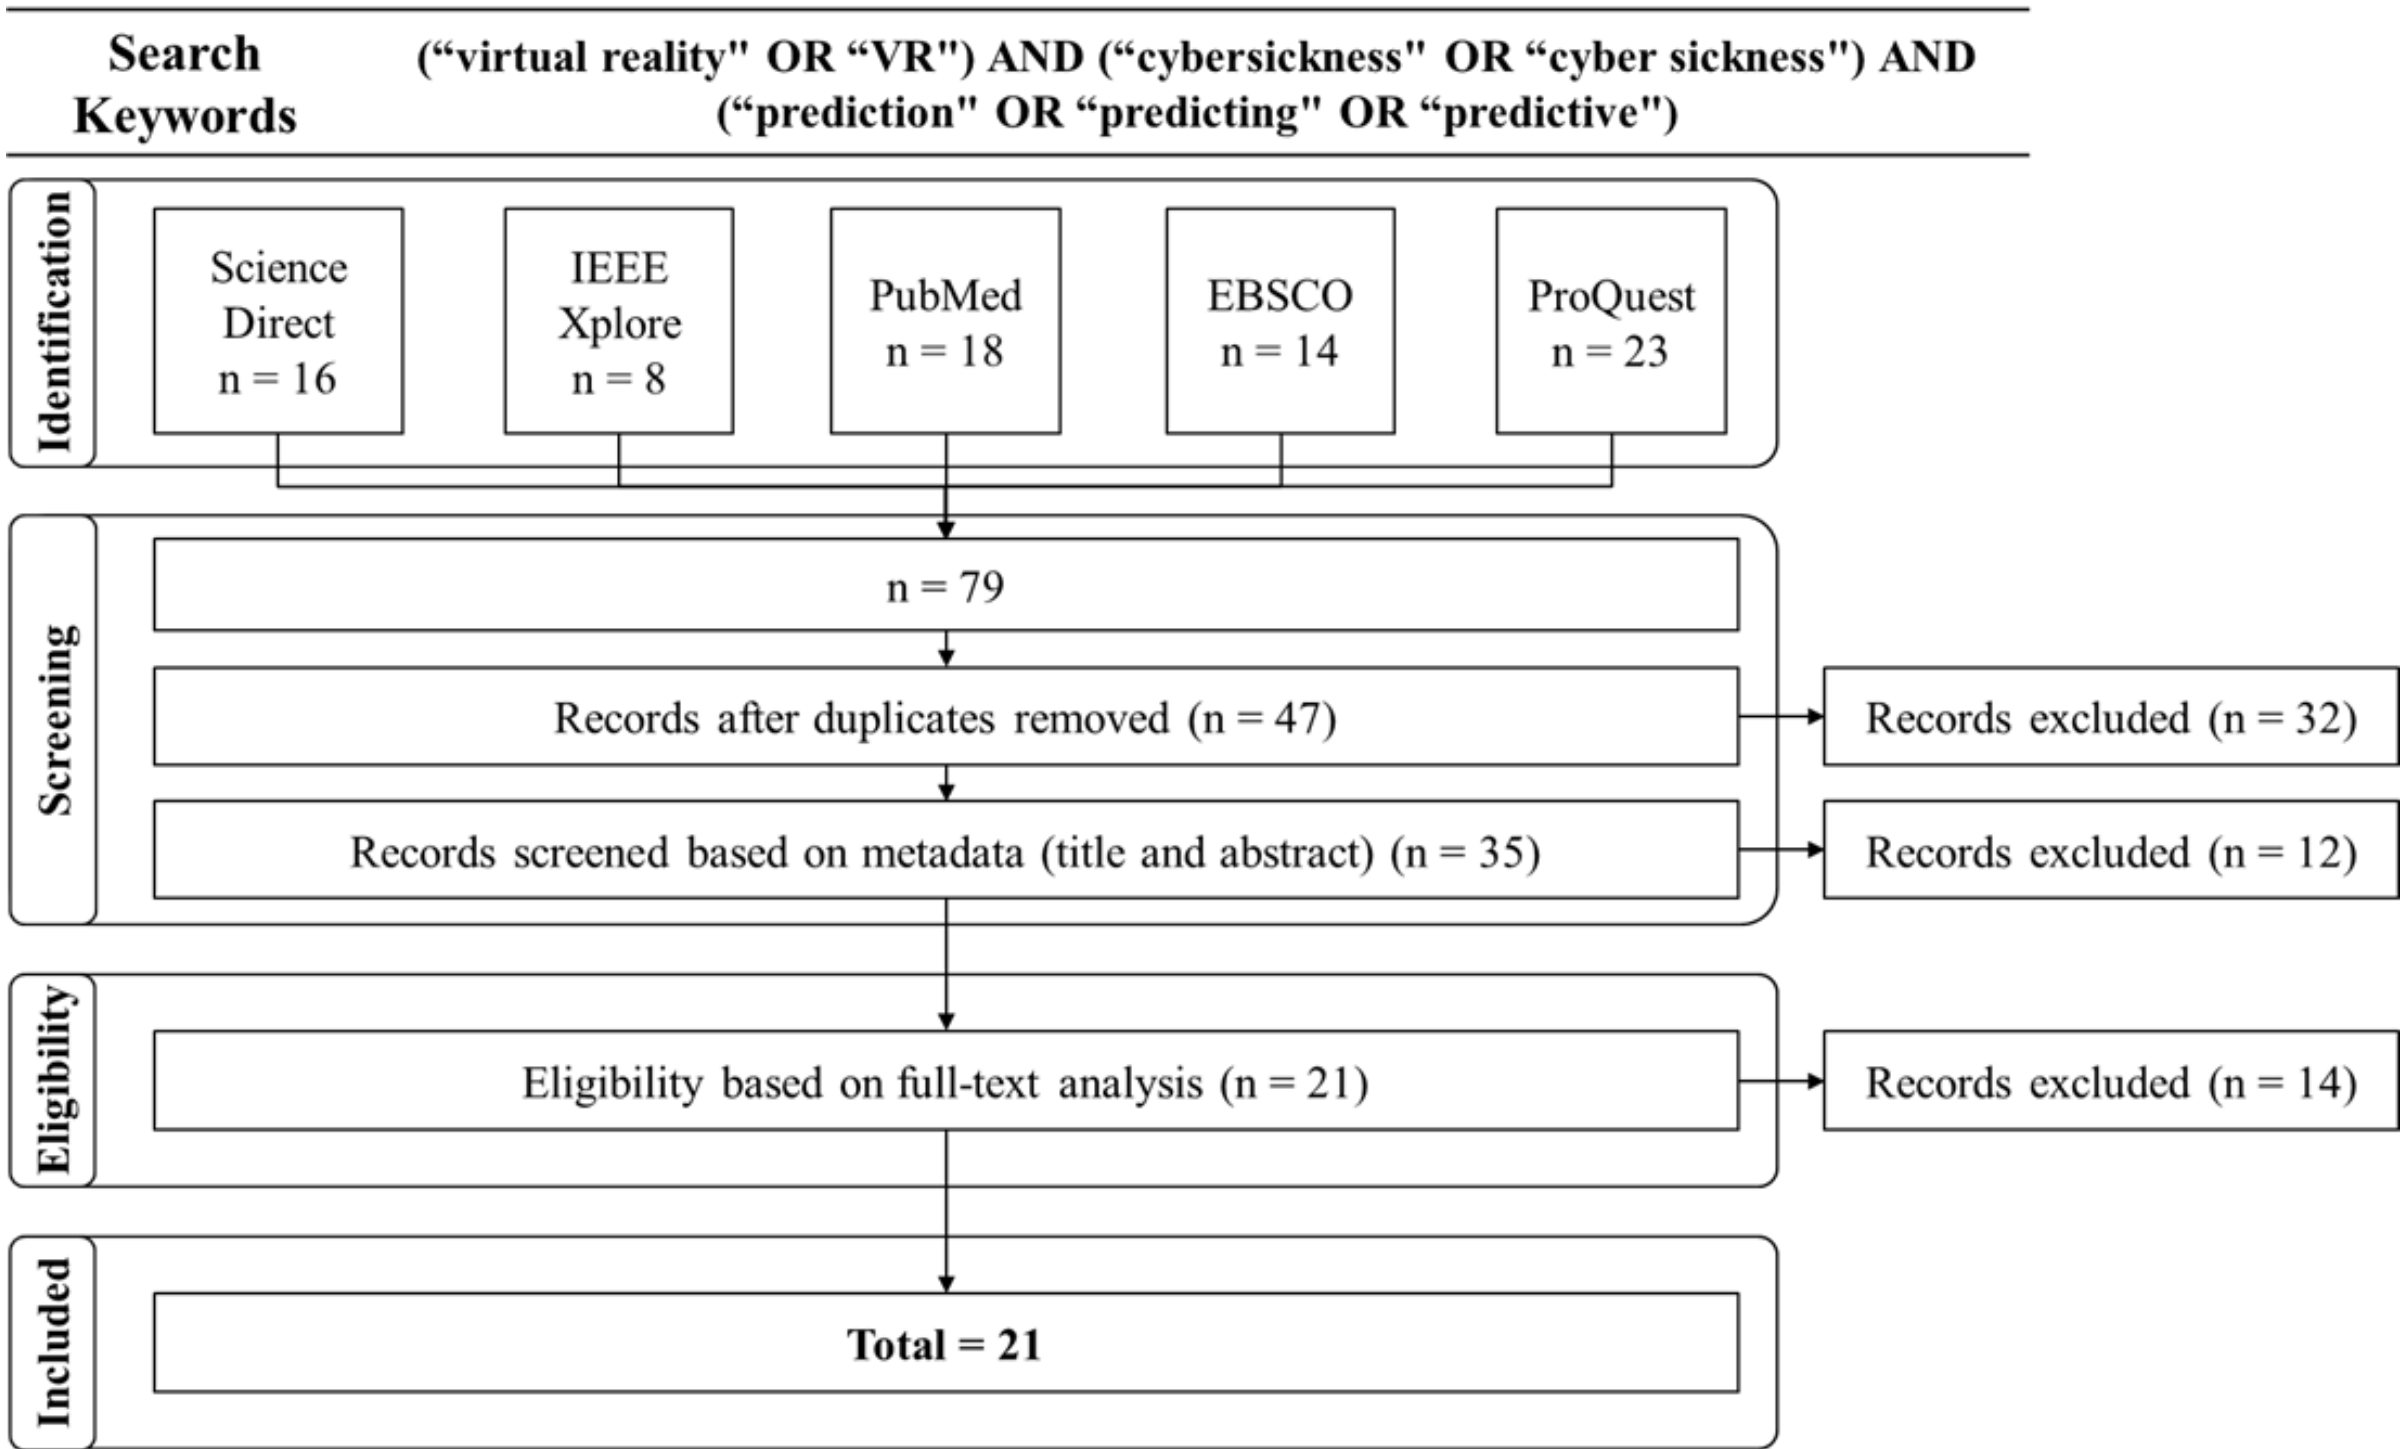 Search
Keywords
(“virtual reality" OR “VR") AND (“cybersickness" OR “cyber sickness") AND
(“prediction" OR “predicting" OR “predictive")
Identification
Science
Direct
n = 16
IEEE
Xplore
n = 8
PubMed
n = 18
EBSCO
n = 14
ProQuest
n = 23
Screening
n = 79
Records after duplicates removed (n = 47)
Records excluded (n = 32)
Records screened based on metadata (title and abstract) (n = 35)
Records excluded (n = 12)
Eligibility
Eligibility based on full-text analysis (n = 21)
Records excluded (n = 14)
Included
Total = 21